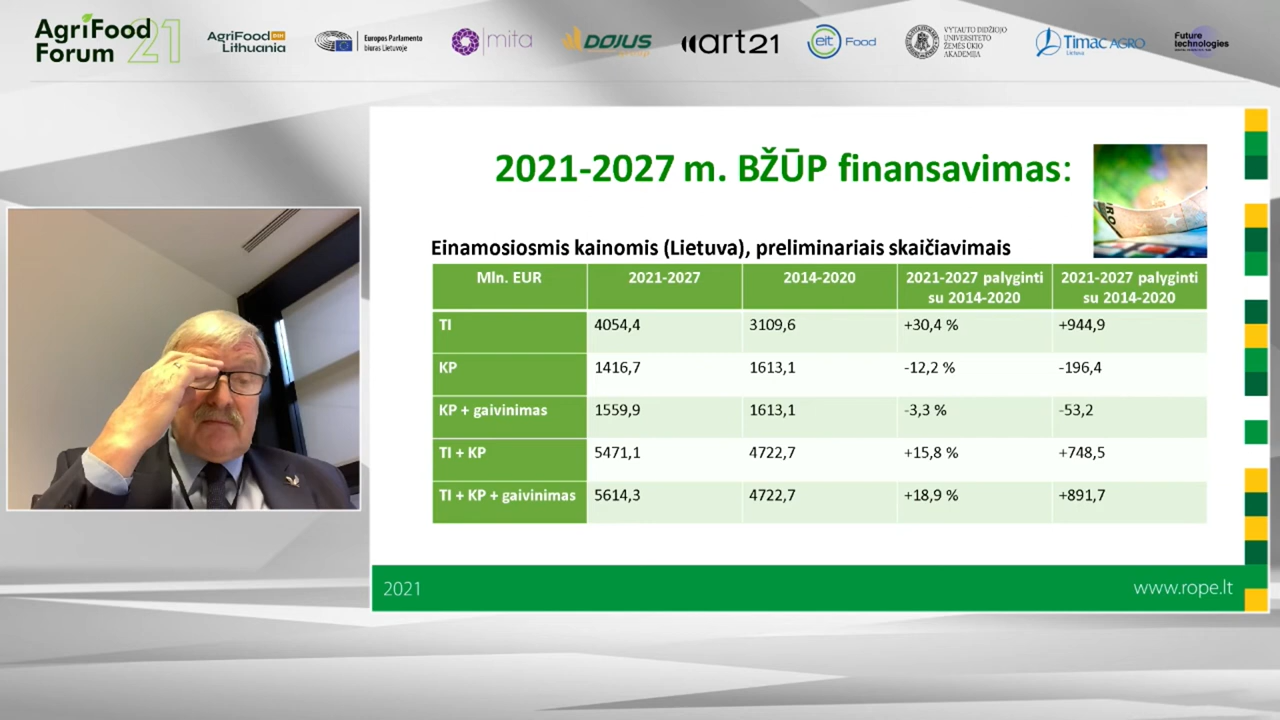 AgriFood
Forum 21
AgriFood
Lithuania
Europos Parlamento
biuras Lietuvoje
mita
DOJUS
art21
eit Food
VYTAUTO DIDŽIOJO
UNIVERSITETO
ŽEMĖS ŪKIO
AKADEMIJA
TIMAC AGRO
Lietuva
Future
technologies
2021-2027 m. BŽŪP finansavimas:
Einamosiosmis kainomis (Lietuva), preliminariais skaičiavimais
Mln. EUR 2021-2027 2014-2020 2021-2027 palyginti su 2014-2020 2021-2027 palyginti su 2014-2020
TI 4054,4 3109,6 +30,4 % +944,9
KP 1416,7 1613,1 -12,2 % -196,4
KP + gaivinimas 1559,9 1613,1 -3,3 % -53,2
TI + KP 5471,1 4722,7 +15,8 % +748,5
TI + KP + gaivinimas 5614,3 4722,7 +18,9 % +891,7
2021
www.rope.lt